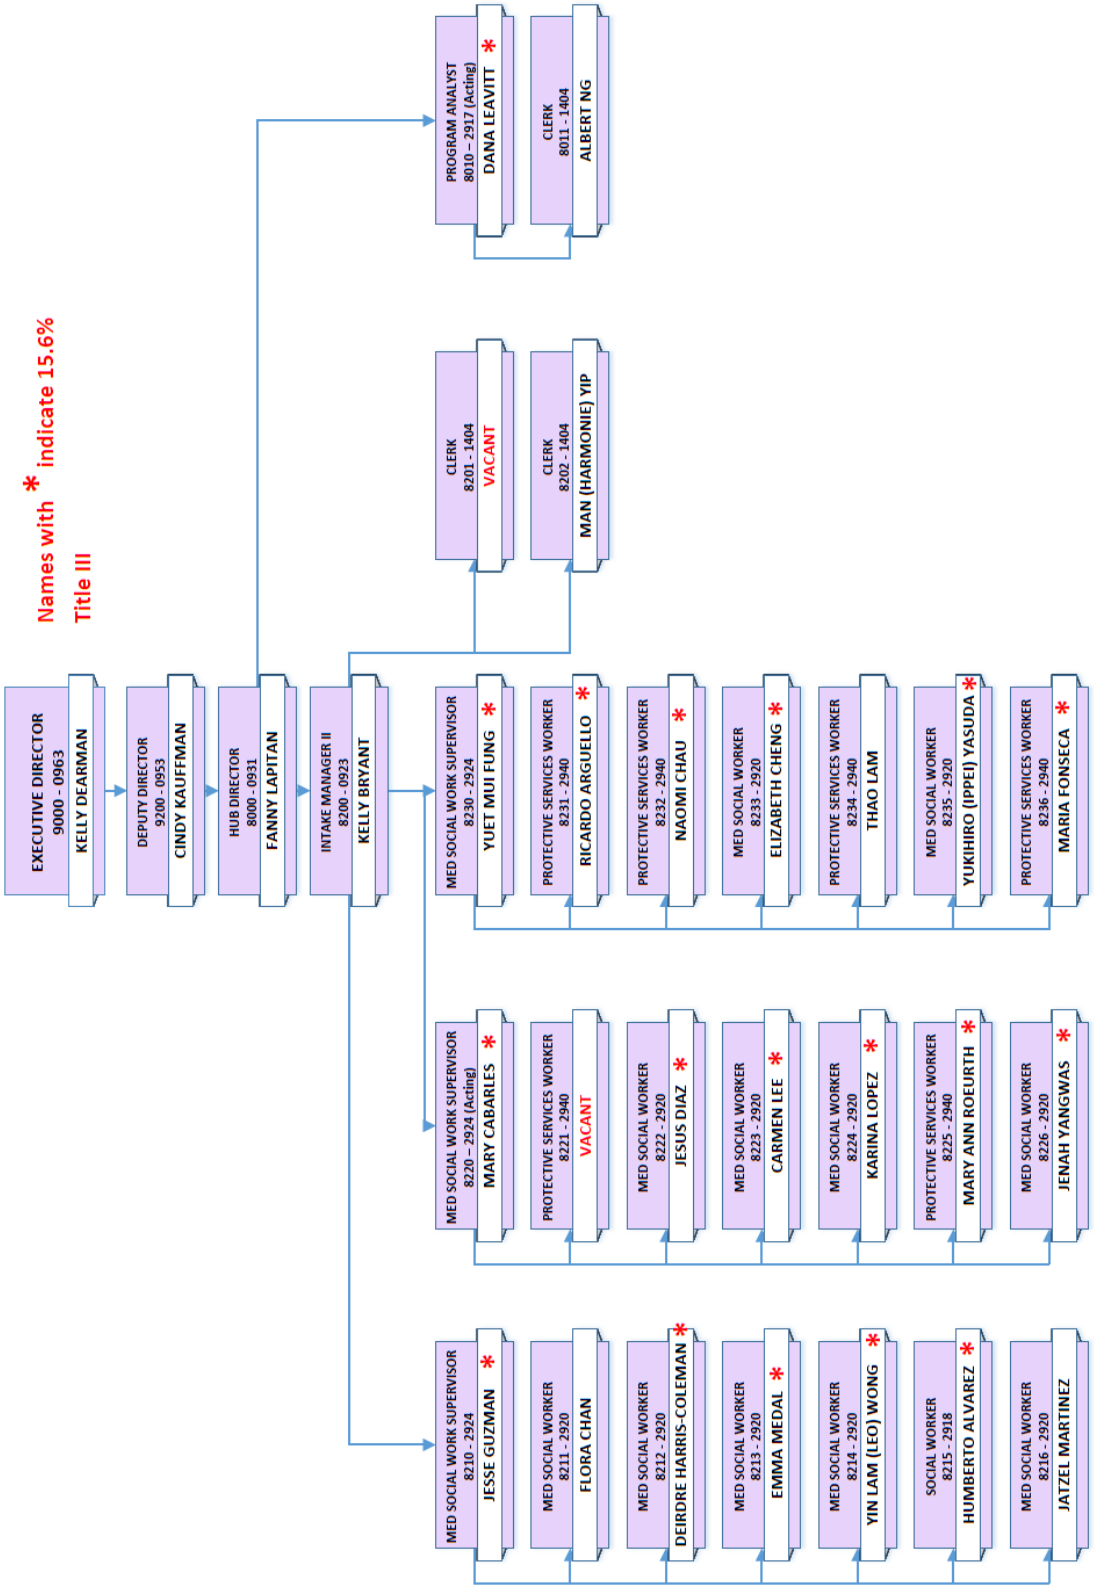 Names with * indicate 15.6%
Title III
EXECUTIVE DIRECTOR
9000 - 0963
KELLY DEARMAN
DEPUTY DIRECTOR
9200 - 0953
CINDY KAUFFMAN
HUB DIRECTOR
8000 - 0931
FANNY LAPITAN
INTAKE MANAGER II
8200 - 0923
KELLY BRYANT
MED SOCIAL WORK SUPERVISOR
8210 - 2924
JESSE GUZMAN *
MED SOCIAL WORKER
8211 - 2920
FLORA CHAN
MED SOCIAL WORKER
8212 - 2920
DEIRDRE HARRIS-COLEMAN *
MED SOCIAL WORKER
8213 - 2920
EMMA MEDAL *
MED SOCIAL WORKER
8214 - 2920
YIN LAM (LEO) WONG *
SOCIAL WORKER
8215 - 2918
HUMBERTO ALVAREZ *
MED SOCIAL WORKER
8216 - 2920
JATZEL MARTINEZ
MED SOCIAL WORK SUPERVISOR
8220 – 2924 (Acting)
MARY CABARLES *
PROTECTIVE SERVICES WORKER
8221 - 2940
VACANT
MED SOCIAL WORKER
8222 - 2920
JESUS DIAZ *
MED SOCIAL WORKER
8223 - 2920
CARMEN LEE *
MED SOCIAL WORKER
8224 - 2920
KARINA LOPEZ *
PROTECTIVE SERVICES WORKER
8225 - 2940
MARY ANN ROEURTH *
MED SOCIAL WORKER
8226 - 2920
JENAH YANGWAS *
MED SOCIAL WORK SUPERVISOR
8230 - 2924
YUET MUI FUNG *
PROTECTIVE SERVICES WORKER
8231 - 2940
RICARDO ARGUELLO *
PROTECTIVE SERVICES WORKER
8232 - 2940
NAOMI CHAU *
MED SOCIAL WORKER
8233 - 2920
ELIZABETH CHENG *
PROTECTIVE SERVICES WORKER
8234 - 2940
THAO LAM
MED SOCIAL WORKER
8235 - 2920
YUKIHIRO (IPPEI) YASUDA *
PROTECTIVE SERVICES WORKER
8236 - 2940
MARIA FONSECA *
CLERK
8201 - 1404
VACANT
CLERK
8202 - 1404
MAN (HARMONIE) YIP
PROGRAM ANALYST
8010 – 2917 (Acting)
DANA LEAVITT *
CLERK
8011 - 1404
ALBERT NG